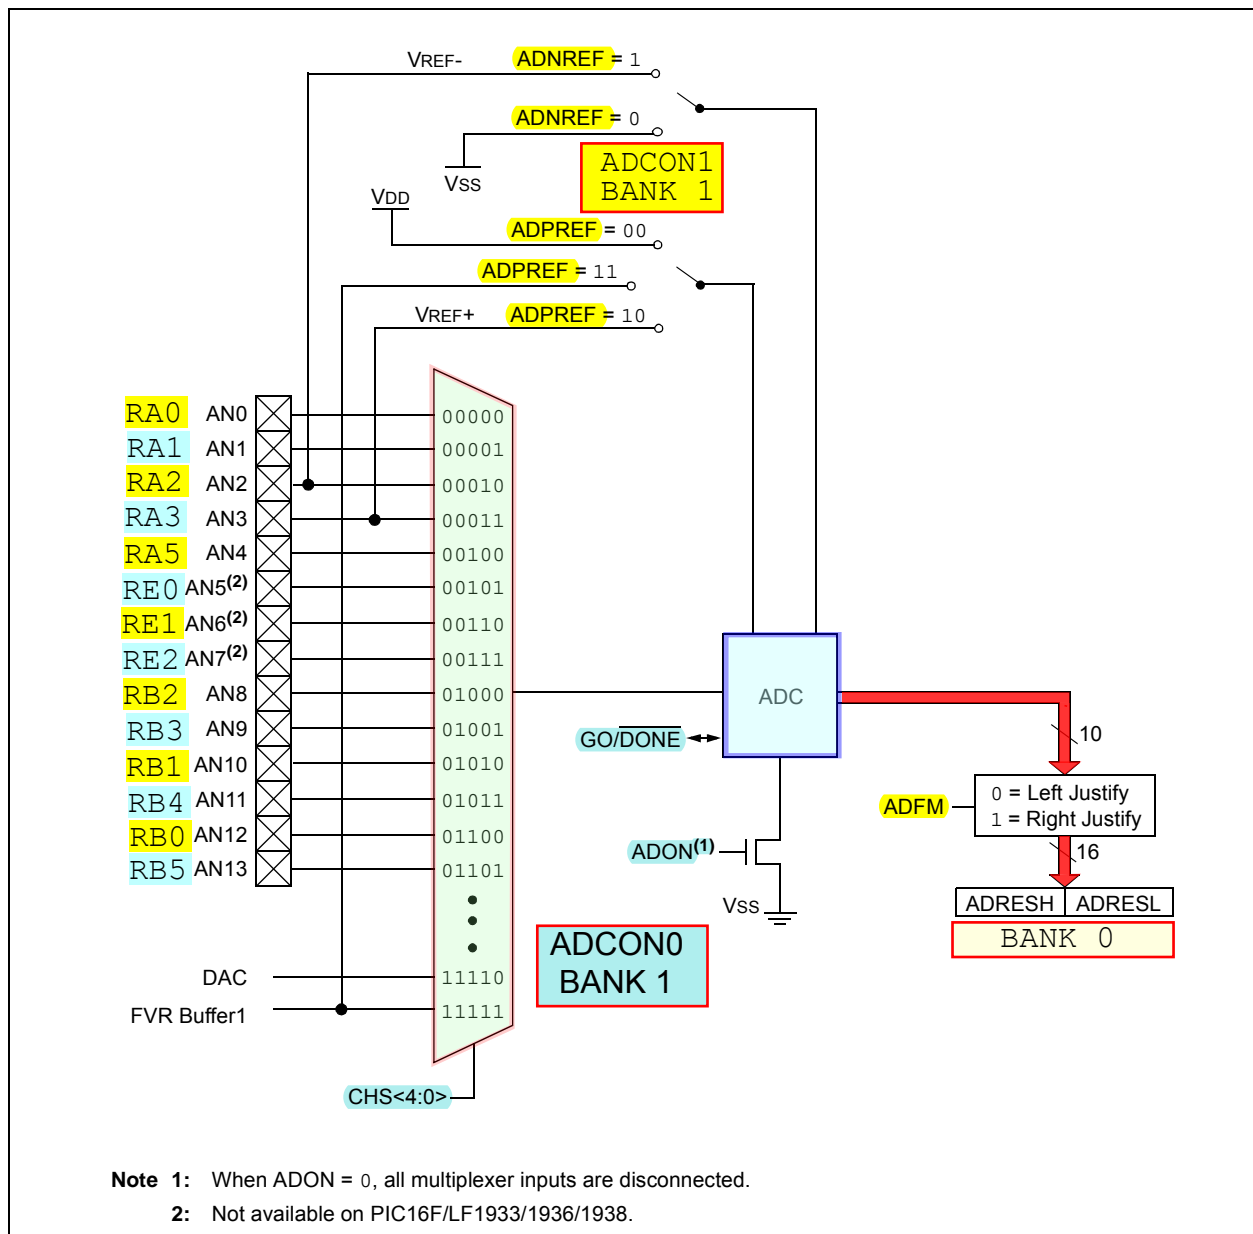 VREF- ADNREF = 1
ADNREF = 0
VSS
ADCON1
BANK 1
VDD
ADPREF = 00
ADPREF = 11
VREF+ ADPREF = 10
RA0 AN0 00000
RA1 AN1 00001
RA2 AN2 00010
RA3 AN3 00011
RA5 AN4 00100
RE0 AN5(2) 00101
RE1 AN6(2) 00110
RE2 AN7(2) 00111
RB2 AN8 01000
RB3 AN9 01001
RB1 AN10 01010
RB4 AN11 01011
RB0 AN12 01100
RB5 AN13 01101
DAC 11110
FVR Buffer1 11111
CHS<4:0>
ADCON0
BANK 1
ADC
GO/DONE
ADON(1)
VSS
10
ADFM
0 = Left Justify
1 = Right Justify
16
ADRESH ADRESL
BANK 0
Note 1: When ADON = 0, all multiplexer inputs are disconnected.
2: Not available on PIC16F/LF1933/1936/1938.